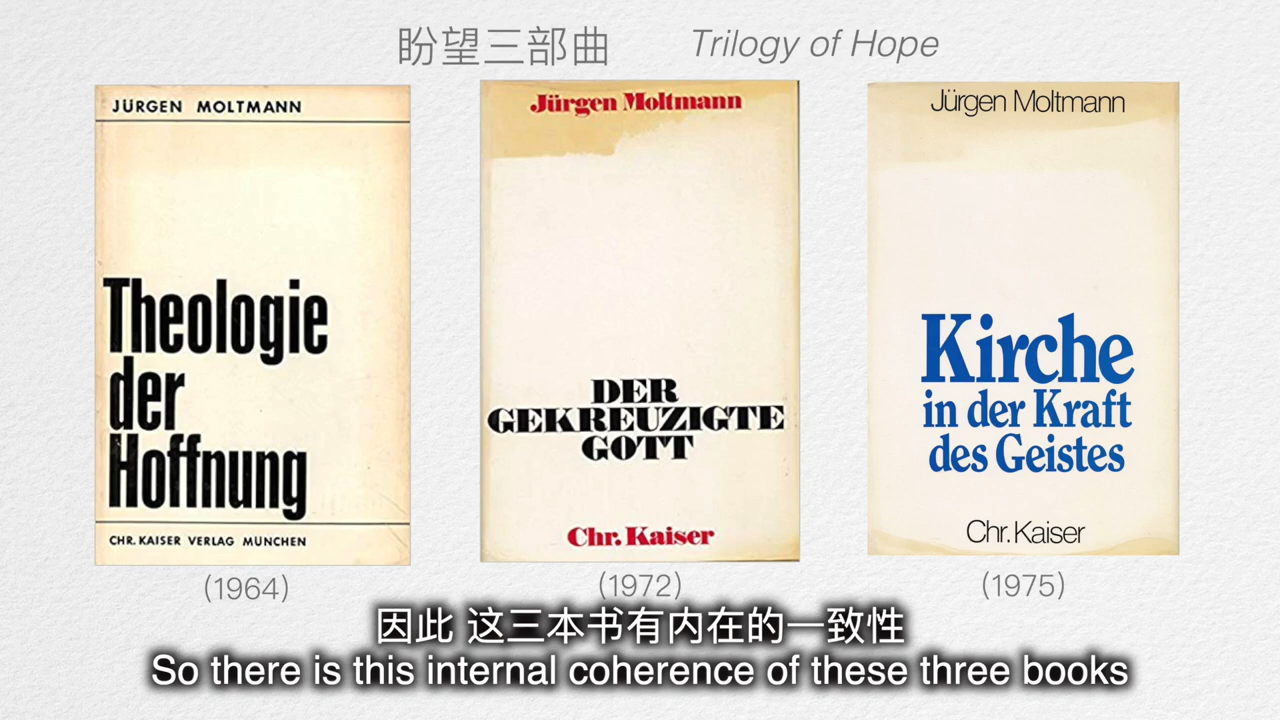 盼望三部曲 Trilogy of Hope
JÜRGEN MOLTMANN
Theologie
der
Hoffnung
CHR. KAISER VERLAG MÜNCHEN
(1964)
Jürgen Moltmann
DER
GEKREUZIGTE
GOTT
Chr. Kaiser
(1972)
Jürgen Moltmann
Kirche
in der Kraft
des Geistes
Chr. Kaiser
(1975)
因此 这三本书有内在的一致性
So there is this internal coherence of these three books